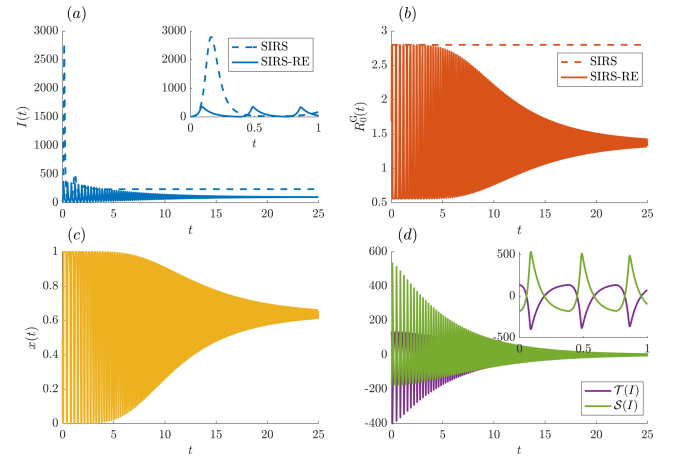 (a)
3000
2500
2000
1500
1000
500
0
I(t)
0 5 10 15 20 25
t
3000
2000
1000
0
0 0.5 1
t
SIRS
SIRS-RE
(b)
3
2.5
2
1.5
1
0.5
R_0^G(t)
0 5 10 15 20 25
t
SIRS
SIRS-RE
(c)
1
0.8
0.6
0.4
0.2
0
x(t)
0 5 10 15 20 25
t
(d)
600
400
200
0
-200
-400
0 5 10 15 20 25
t
500
0
-500
0 0.5 1
𝒯(I)
𝒮(I)